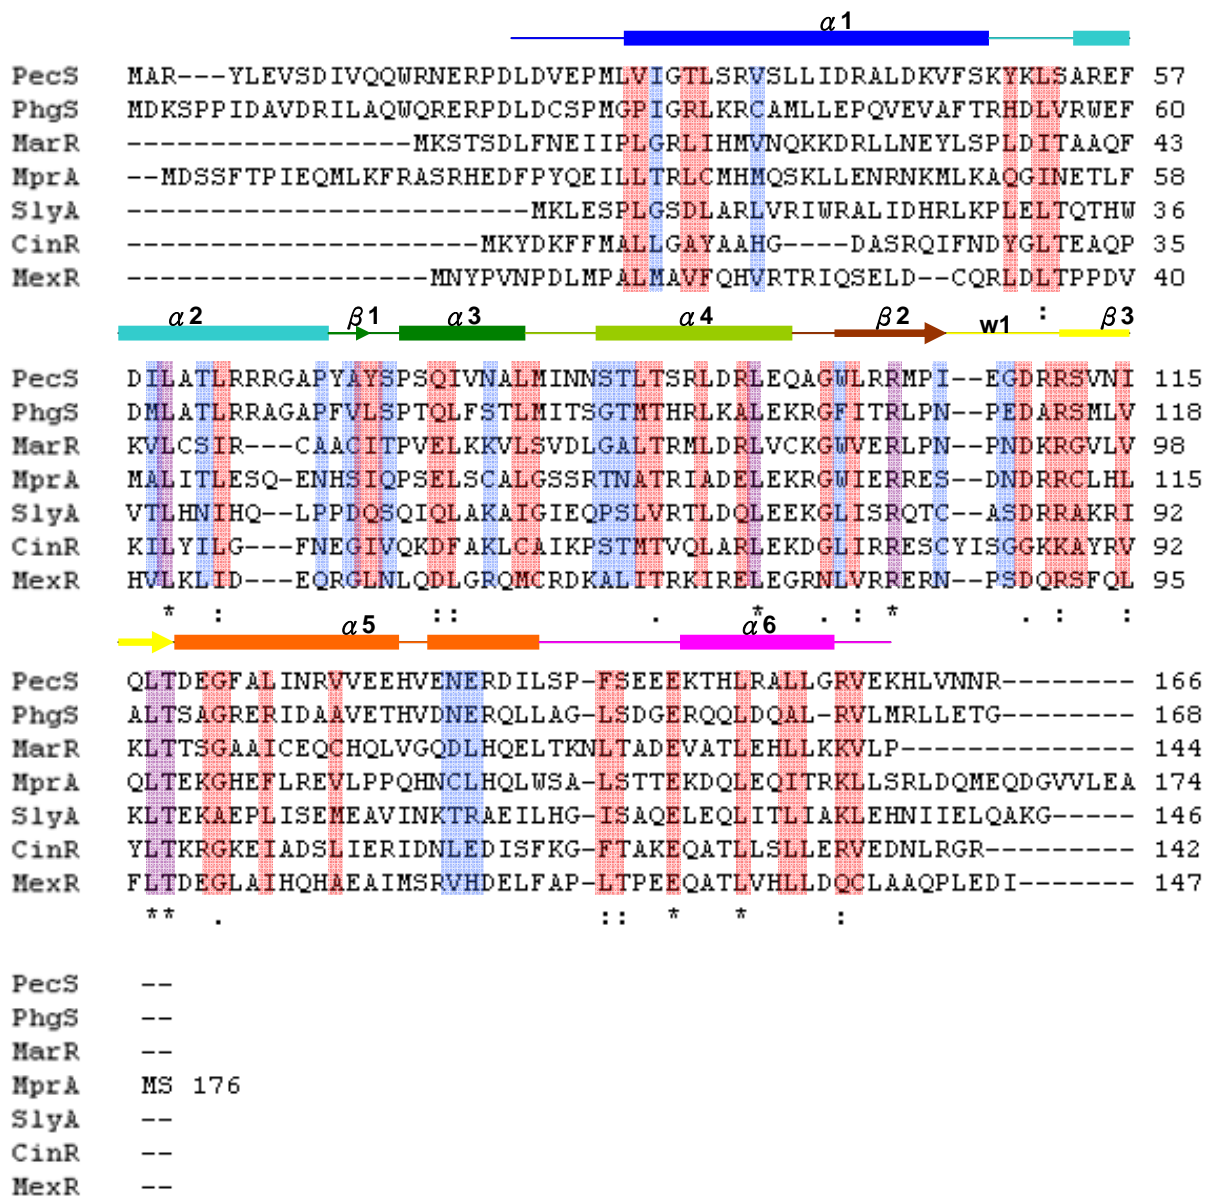 α1
PecS MAR---YLEVSDIVQQWRNERPDLDVEPMLVIGTLSRVSLLIDRALDKVFSKYKLSAREF 57
PhgS MDKSPPIDAVDRILAQWQRERPDLDCSPMGPIGRLKRCAMLLEPQVEVAFTRHDLVRWEF 60
MarR -----------------MKSTSDLFNEIIPLGRLIHMVNQKKDRLLNEYLSPLDITAAQF 43
MprA --MDSSFTPIEQMLKFRASRHEDFPYQEILLTRLCMHMQSKLLENRNKMLKAQGINETLF 58
SlyA ------------------------MKLESPLGSDLARLVRIWRALIDHRLKPLELTQTHW 36
CinR ---------------------MKYDKFFMALLGAYAAHG----DASRQIFNDYGLTEAQP 35
MexR ------------------MNYPVNPDLMPALMAVFQHVRTRIQSELD--CQRLDLTPPDV 40
:
α2 β1 α3 α4 β2 w1 β3
PecS DILATLRRRGAPYAYSPSQIVNALMINNSTLTSRLDRLEQAGWLRRMPI--EGDRRSVNI 115
PhgS DMLATLRRAGAPFVLSPTQLFSTLMITSGTMTHRLKALEKRGFITRLPN--PEDARSMLV 118
MarR KVLCSIR---CAACITPVELKKVLSVDLGALTRMLDRLVCKGWVERLPN--PNDKRGVLV 98
MprA MALITLESQ-ENHSIQPSELSCALGSSRTNATRIADELEKRGWIERRES--DNDRRCLHL 115
SlyA VTLHNIHQ--LPPDQSQIQLAKAIGIEQPSLVRTLDQLEEKGLISRQTC--ASDRRAKRI 92
CinR KILYILG---FNEGIVQKDFAKLCAIKPSTMTVQLARLEKDGLIRRESCYISGGKKAYRV 92
MexR HVLKLID---EQRGLNLQDLGRQMCRDKALITRKIRELEGRNLVRRERN--PSDQRSFQL 95
* : :: . * . : * . : :
α5 α6
PecS QLTDEGFALINRVVEEHVENERDILSP-FSEEEKTHLRALLGRVEKHLVNNR-------- 166
PhgS ALTSAGRERIDAAVETHVDNERQLLAG-LSDGERQQLDQAL-RVLMRLLETG-------- 168
MarR KLTTSGAAICEQCHQLVGQDLHQELTKNLTADEVATLEHLLKKVLP-------------- 144
MprA QLTEKGHEFLREVLPPQHNCLHQLWSA-LSTTEKDQLEQITRKLLSRLDQMEQDGVVLEA 174
SlyA KLTEKAEPLISEMEAVINKTRAEILHG-ISAQELEQLITLIAKLEHNIIELQAKG----- 146
CinR YLTKRGKEIADSLIERIDNLEDISFKG-FTAKEQATLLSLLERVEDNLRGR--------- 142
MexR FLTDEGLAIHQHAEAIMSRVHDELFAP-LTPEEQATLVHLLDQCLAAQPLEDI------- 147
** . :: * * :
PecS --
PhgS --
MarR --
MprA MS 176
SlyA --
CinR --
MexR --